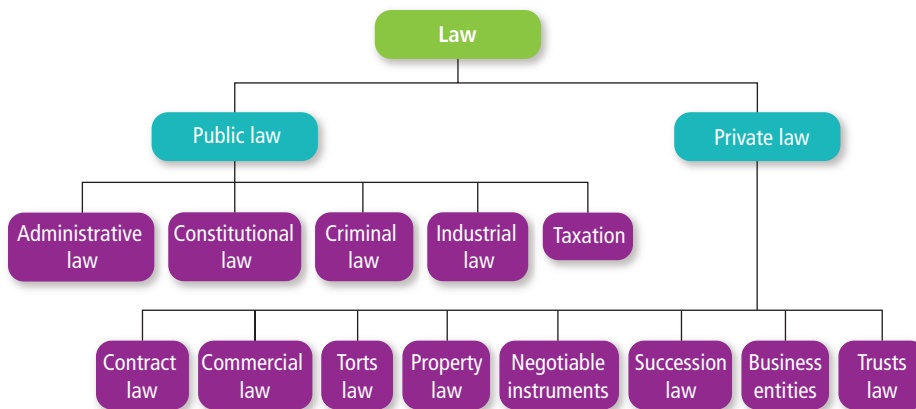 Law
Public law
Private law
Administrative
law
Constitutional
law
Criminal
law
Industrial
law
Taxation
Contract
law
Commercial
law
Torts
law
Property
law
Negotiable
instruments
Succession
law
Business
entities
Trusts
law